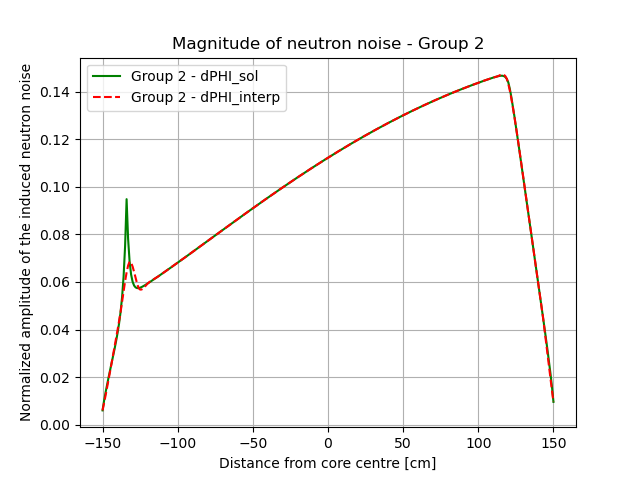 Magnitude of neutron noise - Group 2
Group 2 - dPHI_sol
Group 2 - dPHI_interp
Normalized amplitude of the induced neutron noise
0.14
0.12
0.10
0.08
0.06
0.04
0.02
0.00
−150 −100 −50 0 50 100 150
Distance from core centre [cm]